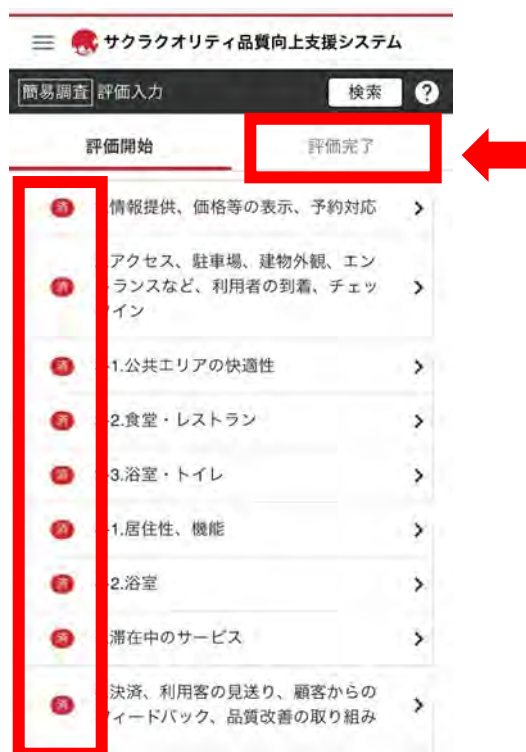 サクラクオリティ品質向上支援システム
簡易調査 評価入力 検索 ?
評価開始 評価完了
済 情報提供、価格等の表示、予約対応
アクセス、駐車場、建物外観、エン
済 トランスなど、利用者の到着、チェッ
クイン
済 -1.公共エリアの快適性
済 -2.食堂・レストラン
済 -3.浴室・トイレ
済 -1.居住性、機能
済 -2.浴室
済 .滞在中のサービス
決済、利用客の見送り、顧客からの
済 フィードバック、品質改善の取り組み